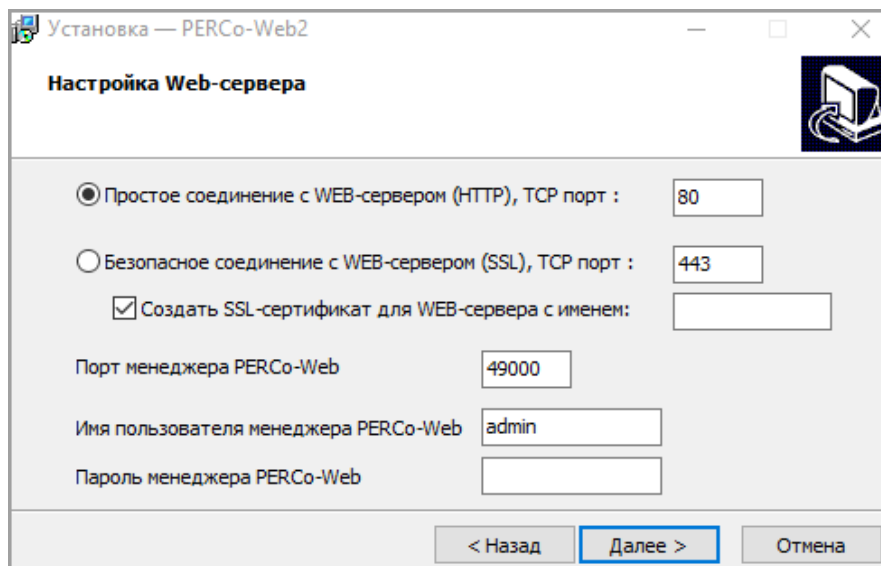 Установка — PERCo-Web2
Настройка Web-сервера
Простое соединение с WEB-сервером (HTTP), TCP порт : 80
Безопасное соединение с WEB-сервером (SSL), TCP порт : 443
Создать SSL-сертификат для WEB-сервера с именем:
Порт менеджера PERCo-Web 49000
Имя пользователя менеджера PERCo-Web admin
Пароль менеджера PERCo-Web
< Назад Далее > Отмена